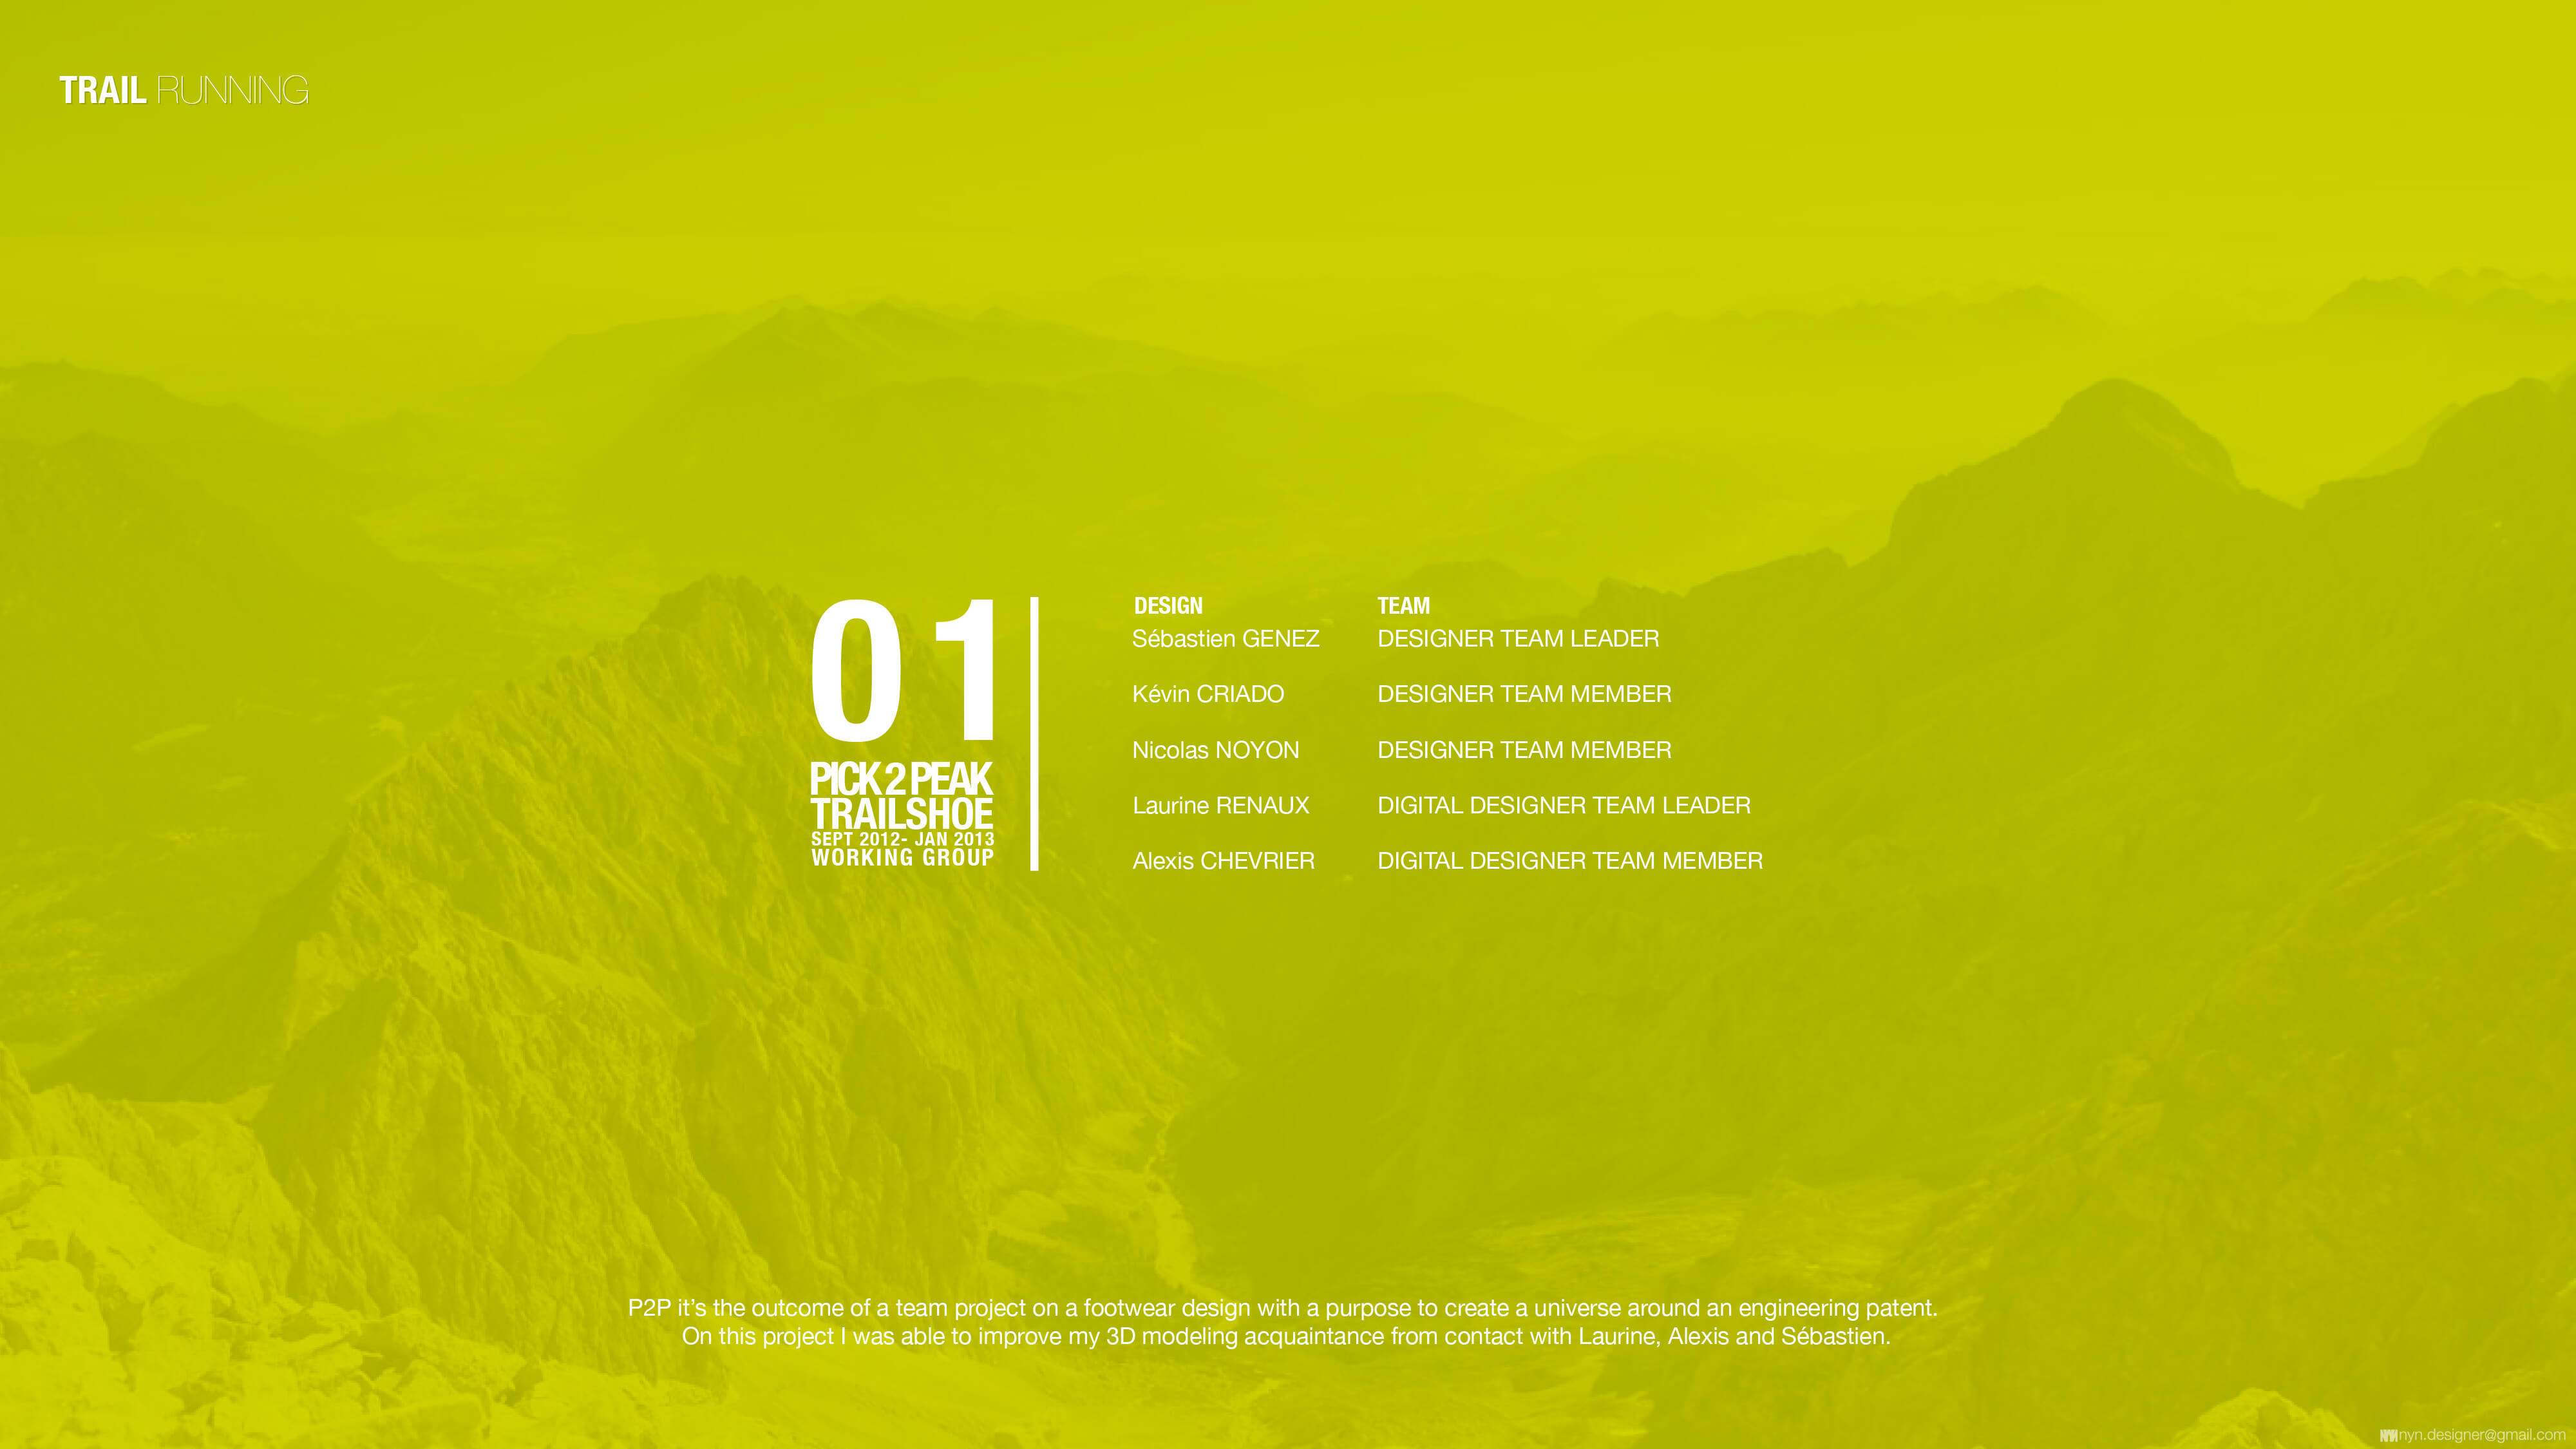 TRAIL RUNNING
01
PICK 2 PEAK
TRAILSHOE
SEPT 2012- JAN 2013
WORKING GROUP
DESIGN TEAM
Sébastien GENEZ DESIGNER TEAM LEADER
Kévin CRIADO DESIGNER TEAM MEMBER
Nicolas NOYON DESIGNER TEAM MEMBER
Laurine RENAUX DIGITAL DESIGNER TEAM LEADER
Alexis CHEVRIER DIGITAL DESIGNER TEAM MEMBER
P2P it’s the outcome of a team project on a footwear design with a purpose to create a universe around an engineering patent.
On this project I was able to improve my 3D modeling acquaintance from contact with Laurine, Alexis and Sébastien.
nyn.designer@gmail.com